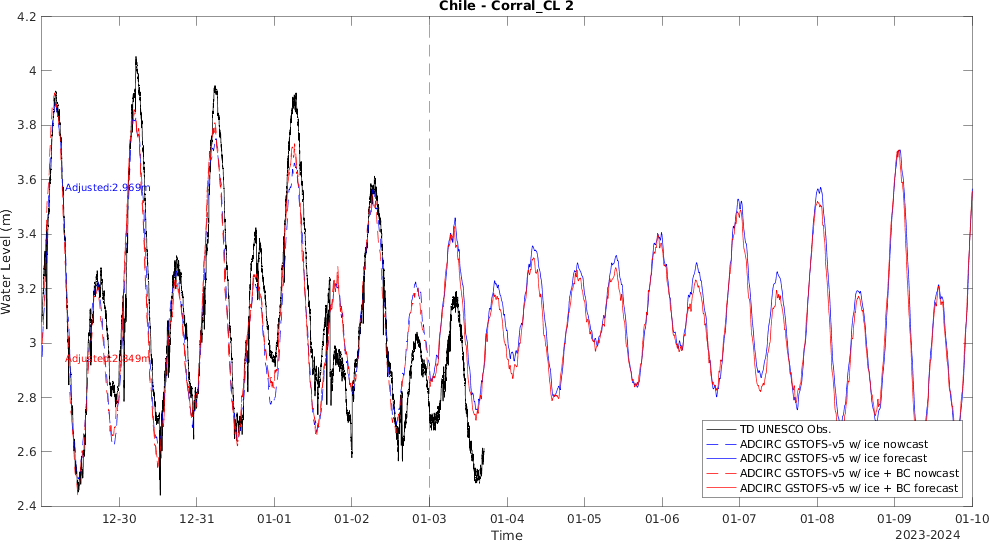 Chile - Corral_CL 2
4.2
4
3.8
3.6
3.4
3.2
3
2.8
2.6
2.4
Water Level (m)
Adjusted:2.969m
Adjusted:2.849m
TD UNESCO Obs.
ADCIRC GSTOFS-v5 w/ ice nowcast
ADCIRC GSTOFS-v5 w/ ice forecast
ADCIRC GSTOFS-v5 w/ ice + BC nowcast
ADCIRC GSTOFS-v5 w/ ice + BC forecast
12-30 12-31 01-01 01-02 01-03 01-04 01-05 01-06 01-07 01-08 01-09 01-10
Time
2023-2024